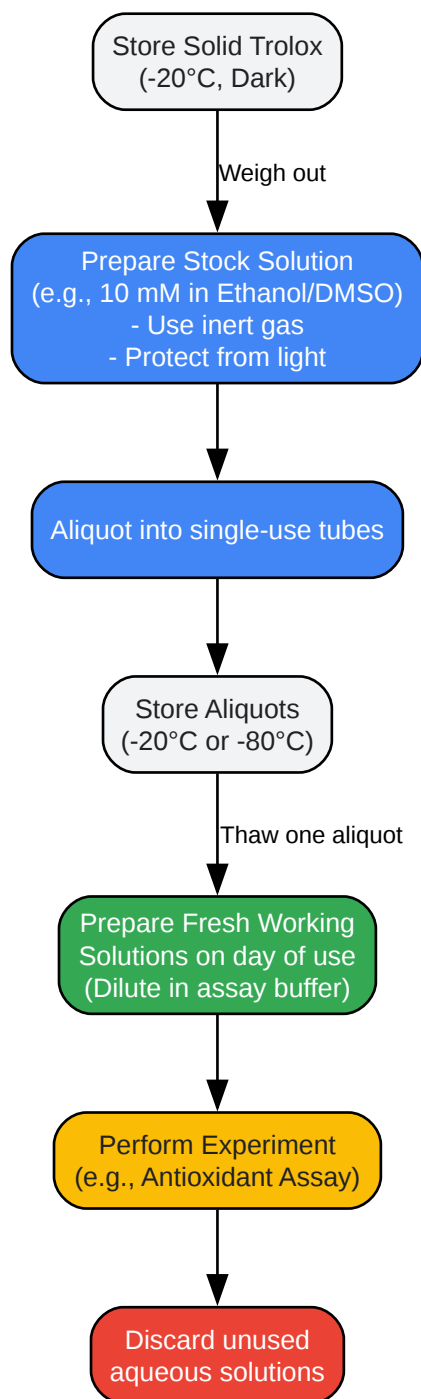 Store Solid Trolox
(-20°C, Dark)
Weigh out
Prepare Stock Solution
(e.g., 10 mM in Ethanol/DMSO)
- Use inert gas
- Protect from light
Aliquot into single-use tubes
Store Aliquots
(-20°C or -80°C)
Thaw one aliquot
Prepare Fresh Working
Solutions on day of use
(Dilute in assay buffer)
Perform Experiment
(e.g., Antioxidant Assay)
Discard unused
aqueous solutions